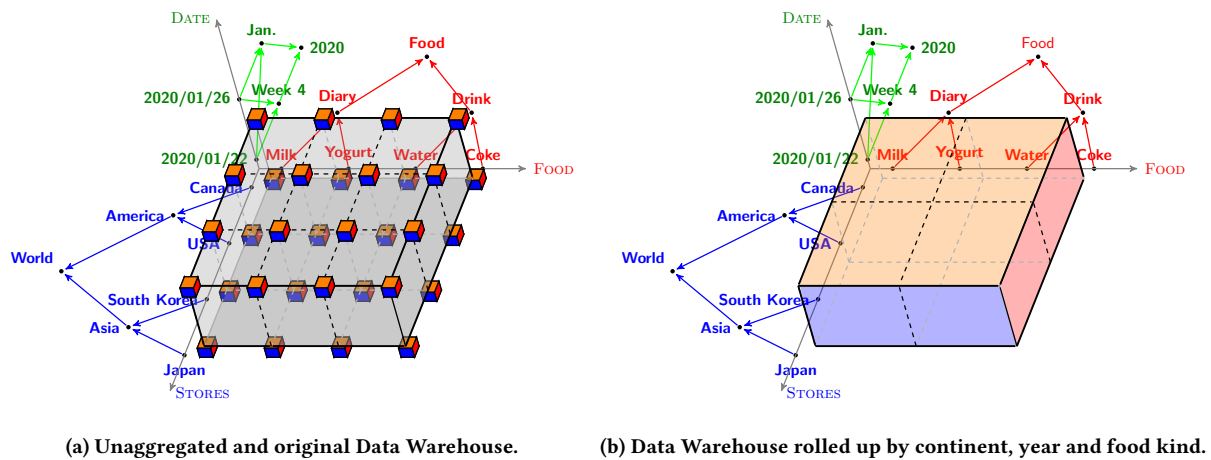 DATE
Jan.
2020
Food
2020/01/26
Week 4
Diary
Drink
2020/01/22
Milk
Yogurt
Water
Coke
FOOD
Canada
America
USA
World
South Korea
Asia
Japan
STORES
(a) Unaggregated and original Data Warehouse.
DATE
Jan.
2020
Food
2020/01/26
Week 4
Diary
Drink
2020/01/22
Milk
Yogurt
Water
Coke
FOOD
Canada
America
USA
World
South Korea
Asia
Japan
STORES
(b) Data Warehouse rolled up by continent, year and food kind.